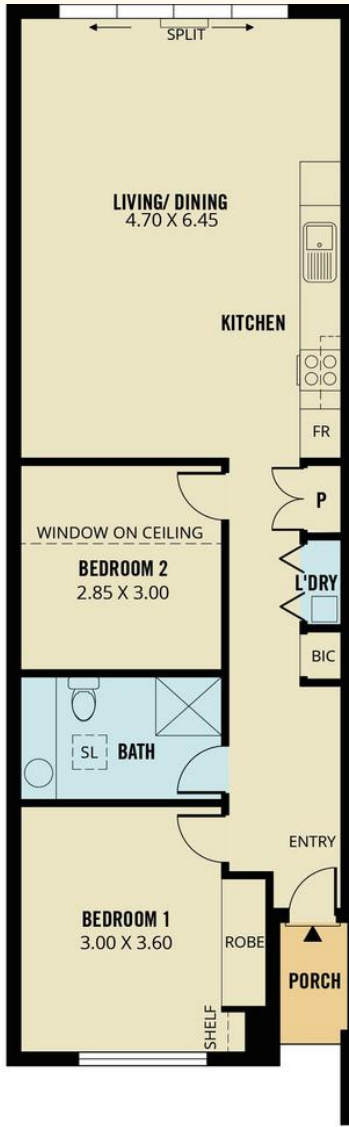 SPLIT
LIVING/ DINING
4.70 X 6.45
KITCHEN
FR
P
WINDOW ON CEILING
BEDROOM 2
2.85 X 3.00
L'DRY
BIC
SL
BATH
ENTRY
BEDROOM 1
3.00 X 3.60
ROBE
PORCH
SHELF